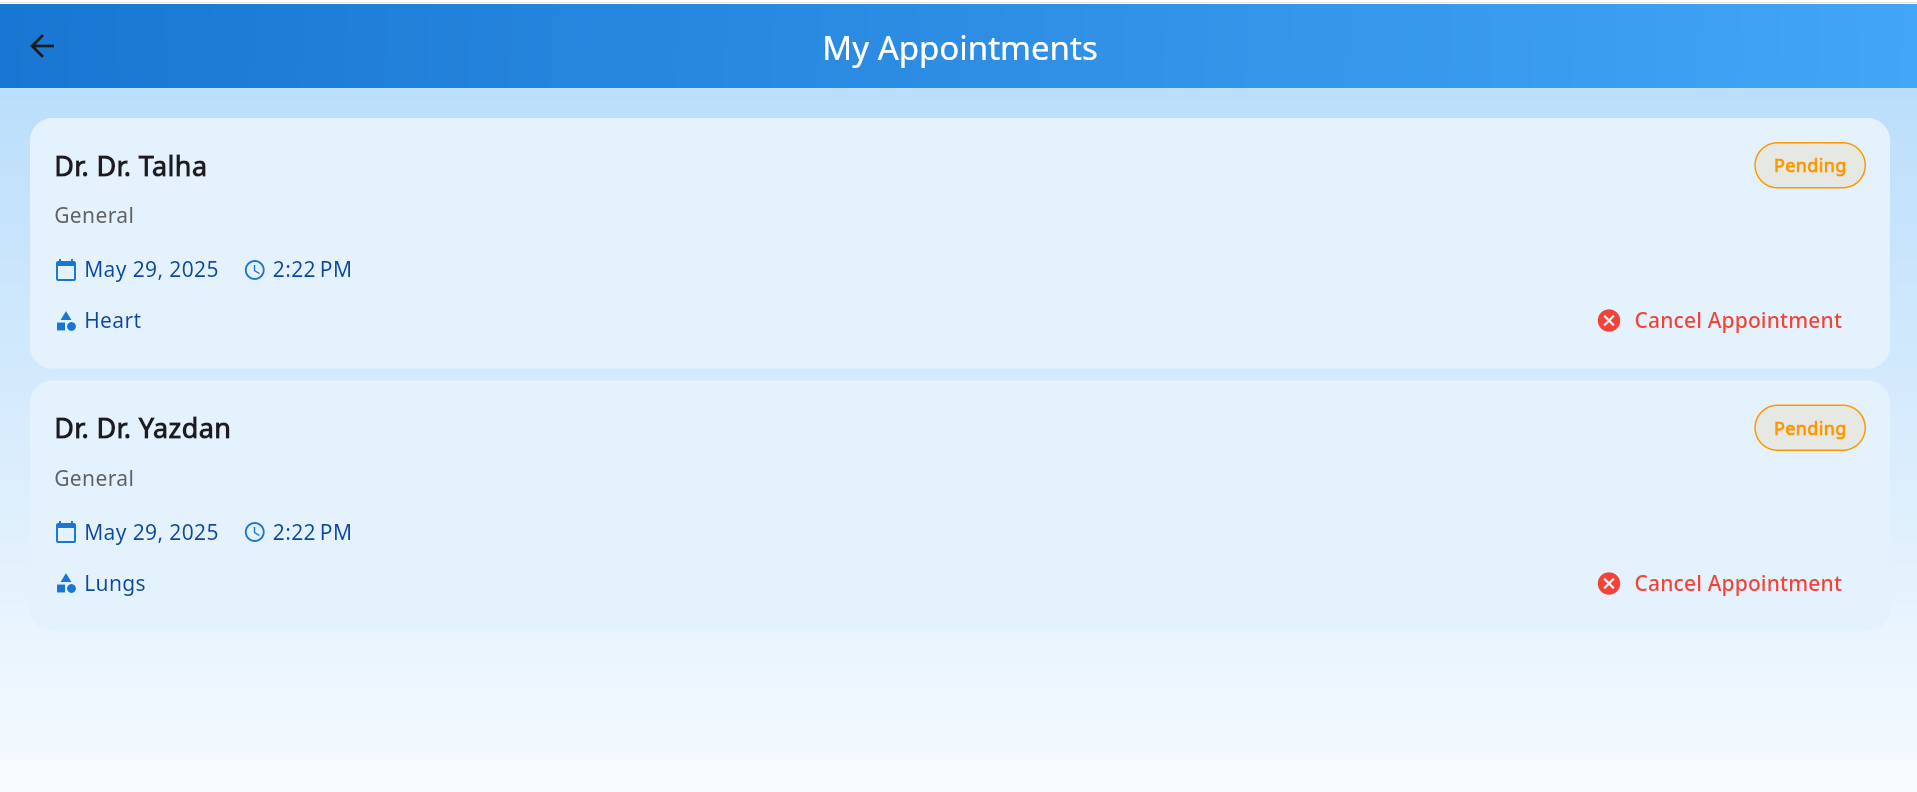 My Appointments
Dr. Dr. Talha
Pending
General
May 29, 2025 2:22 PM
Heart
Cancel Appointment
Dr. Dr. Yazdan
Pending
General
May 29, 2025 2:22 PM
Lungs
Cancel Appointment